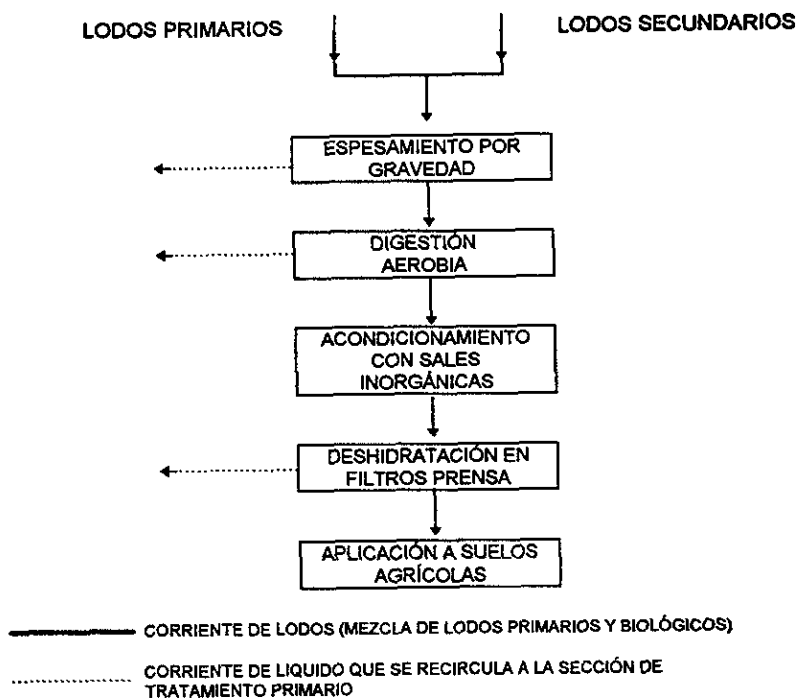 LODOS PRIMARIOS
LODOS SECUNDARIOS
ESPESAMIENTO POR
GRAVEDAD
DIGESTIÓN
AEROBIA
ACONDICIONAMIENTO
CON SALES
INORGÁNICAS
DESHIDRATACIÓN EN
FILTROS PRENSA
APLICACIÓN A SUELOS
AGRÍCOLAS
CORRIENTE DE LODOS (MEZCLA DE LODOS PRIMARIOS Y BIOLÓGICOS)
CORRIENTE DE LIQUIDO QUE SE RECIRCULA A LA SECCIÓN DE
TRATAMIENTO PRIMARIO